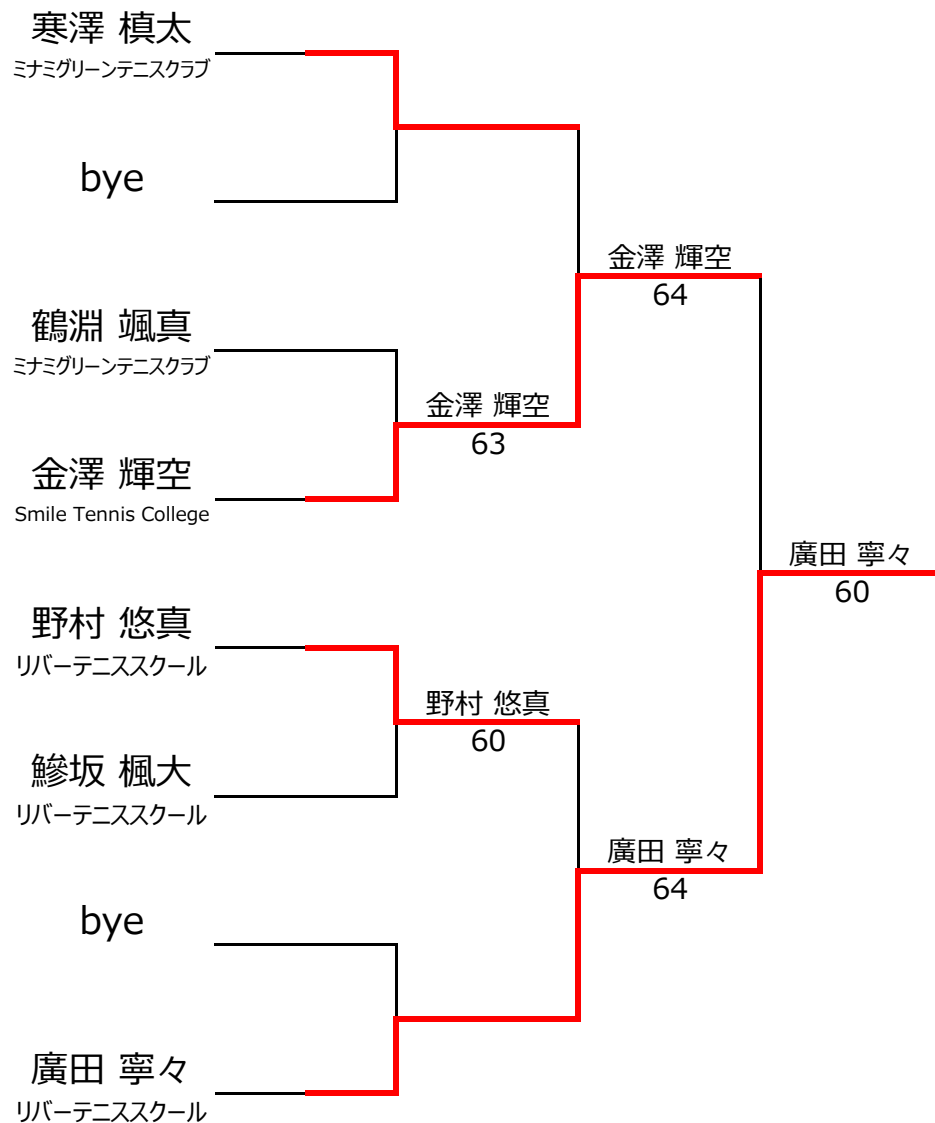 寒澤 槙太
ミナミグリーンテニスクラブ
bye
鶴淵 颯真
ミナミグリーンテニスクラブ
金澤 輝空
Smile Tennis College
野村 悠真
リバーテニススクール
鰺坂 楓大
リバーテニススクール
bye
廣田 寧々
リバーテニススクール
金澤 輝空
63
野村 悠真
60
金澤 輝空
64
廣田 寧々
64
廣田 寧々
60